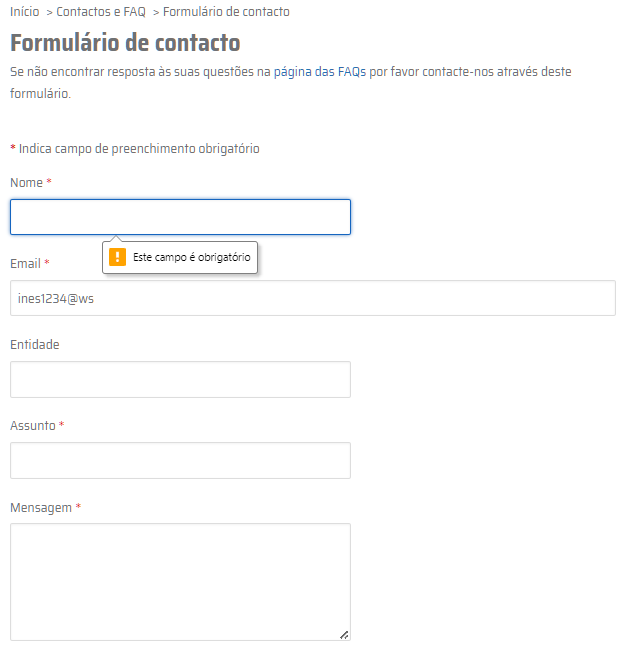 Início > Contactos e FAQ > Formulário de contacto
Formulário de contacto
Se não encontrar resposta às suas questões na página das FAQs por favor contacte-nos através deste
formulário.
* Indica campo de preenchimento obrigatório
Nome *
Este campo é obrigatório
Email *
ines1234@ws
Entidade
Assunto *
Mensagem *